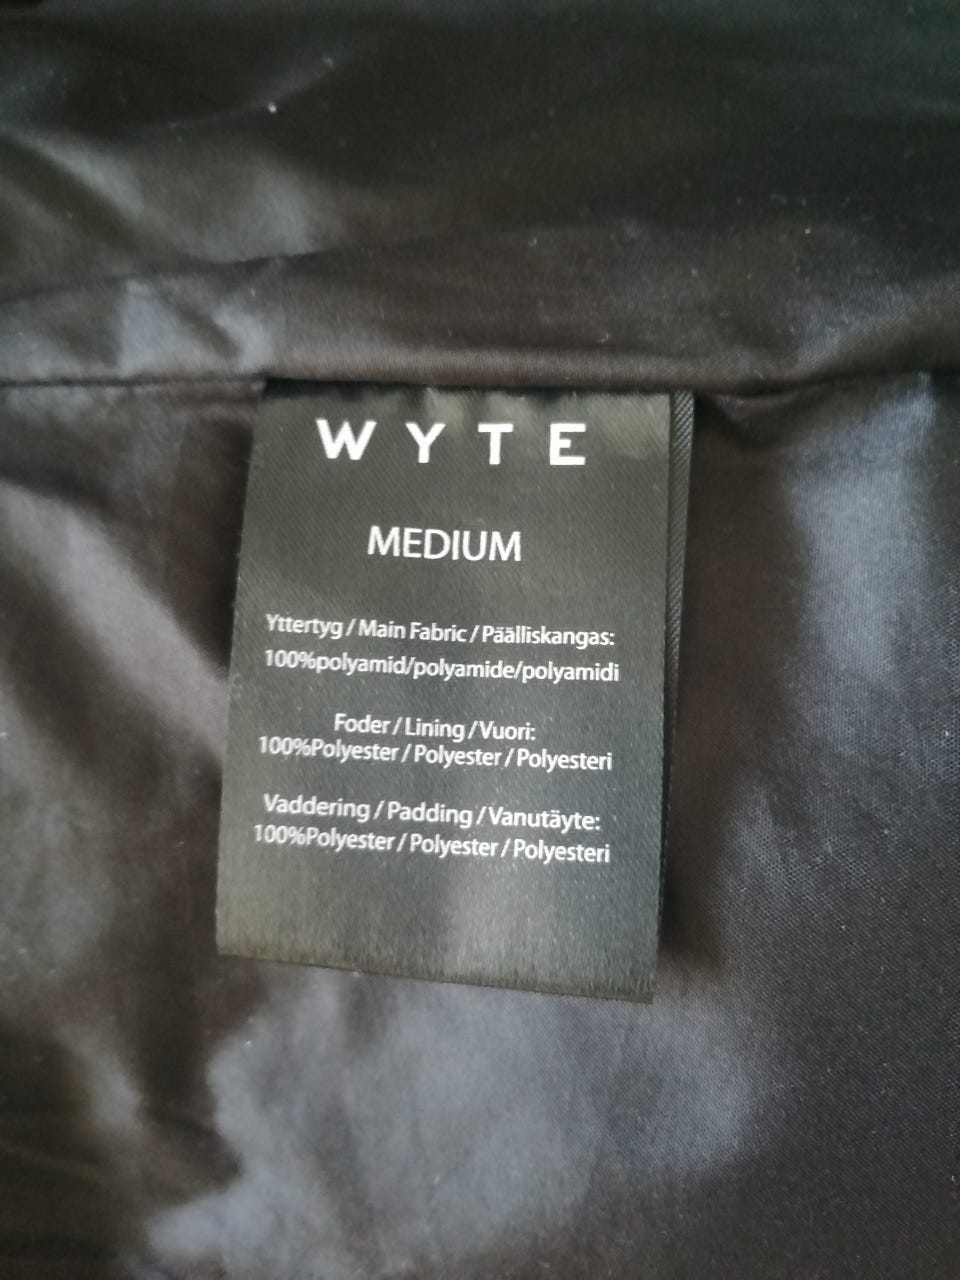 WYTE
MEDIUM
Yttertyg / Main Fabric / Päälliskangas:
100%polyamid/polyamide/polyamidi
Foder / Lining / Vuori:
100%Polyester / Polyester / Polyesteri
Vaddering / Padding / Vanutäyte:
100%Polyester / Polyester / Polyesteri